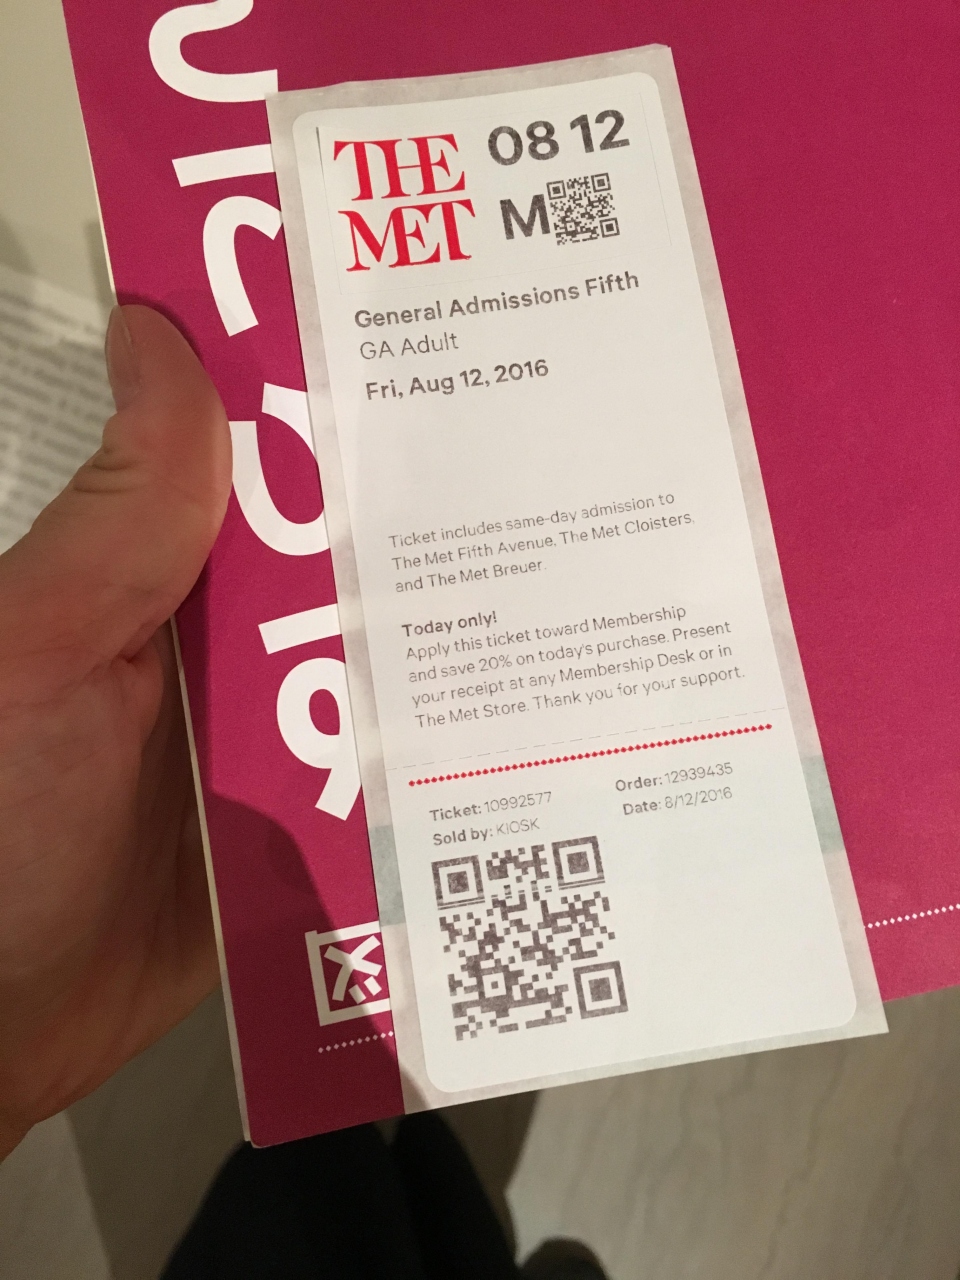 THE
MET
08 12
M
General Admissions Fifth
GA Adult
Fri, Aug 12, 2016
Ticket includes same-day admission to
The Met Fifth Avenue, The Met Cloisters,
and The Met Breuer.
Today only!
Apply this ticket toward Membership
and save 20% on today's purchase. Present
your receipt at any Membership Desk or in
The Met Store. Thank you for your support.
Ticket: 10992577
Order: 12939435
Sold by: KIOSK
Date: 8/12/2016